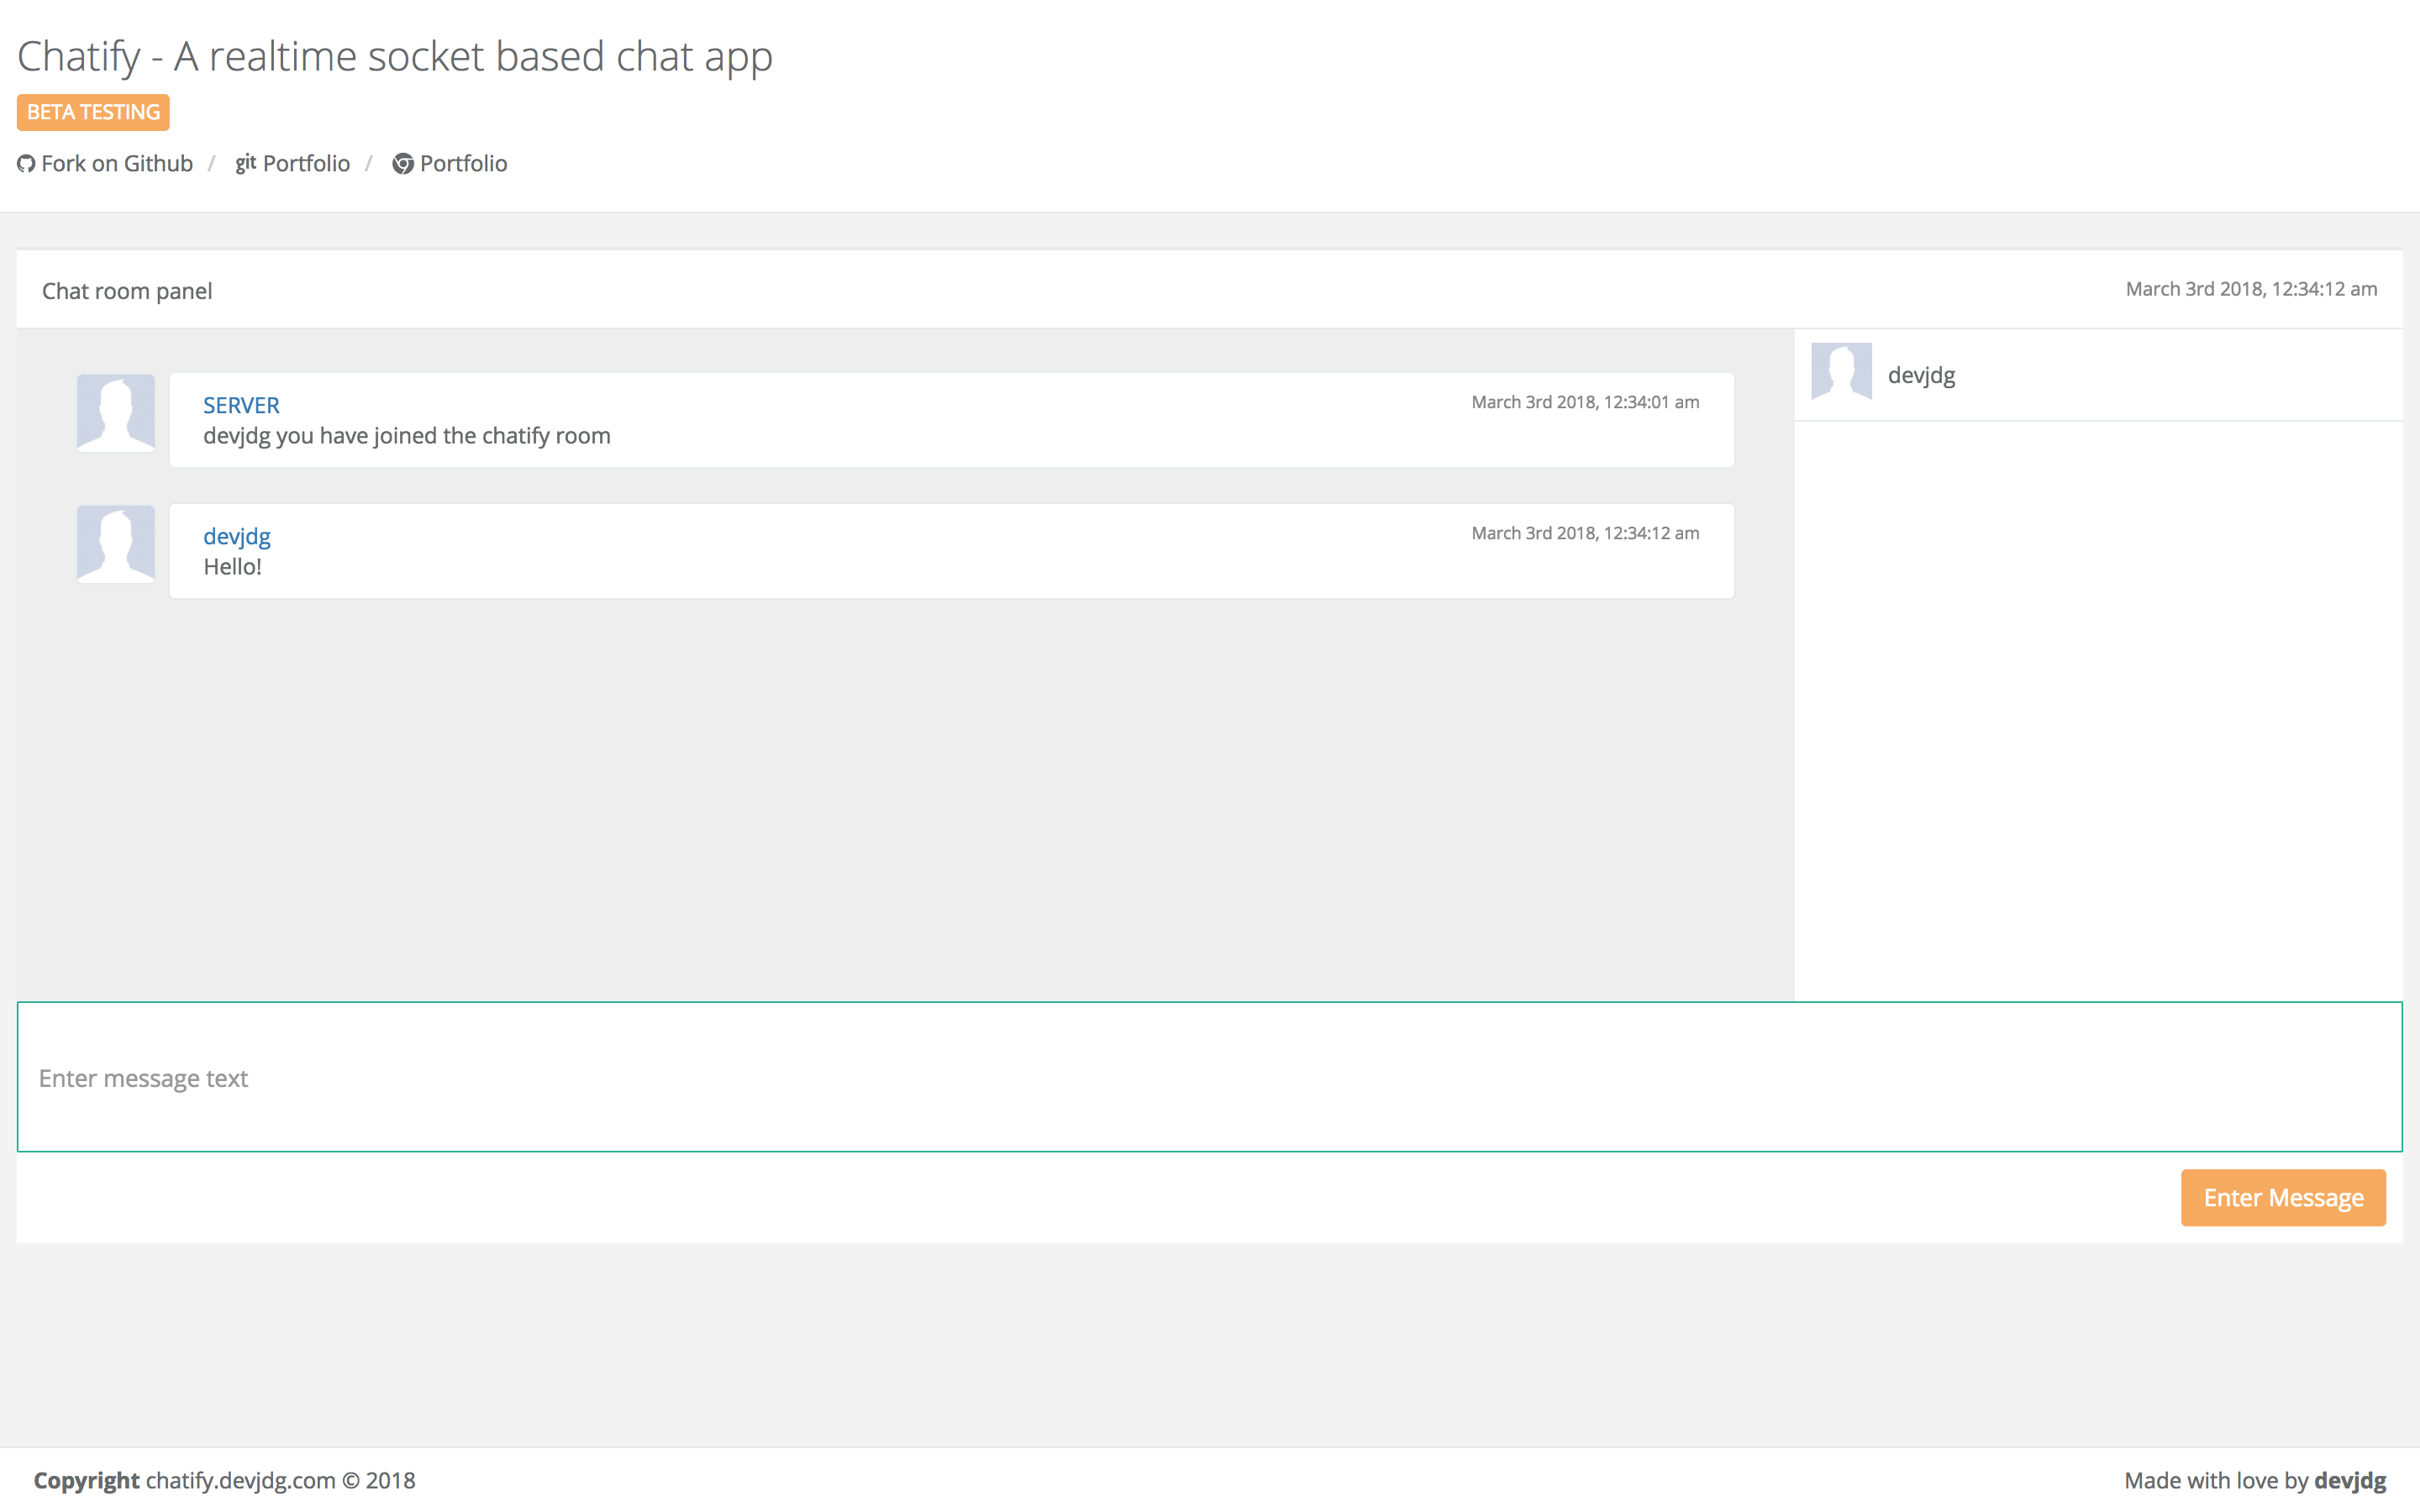 Chatify - A realtime socket based chat app
BETA TESTING
Fork on Github / git Portfolio / Portfolio
Chat room panel March 3rd 2018, 12:34:12 am
SERVER March 3rd 2018, 12:34:01 am
devjdg you have joined the chatify room
devjdg
devjdg March 3rd 2018, 12:34:12 am
Hello!
Enter message text
Enter Message
Copyright chatify.devjdg.com © 2018 Made with love by devjdg